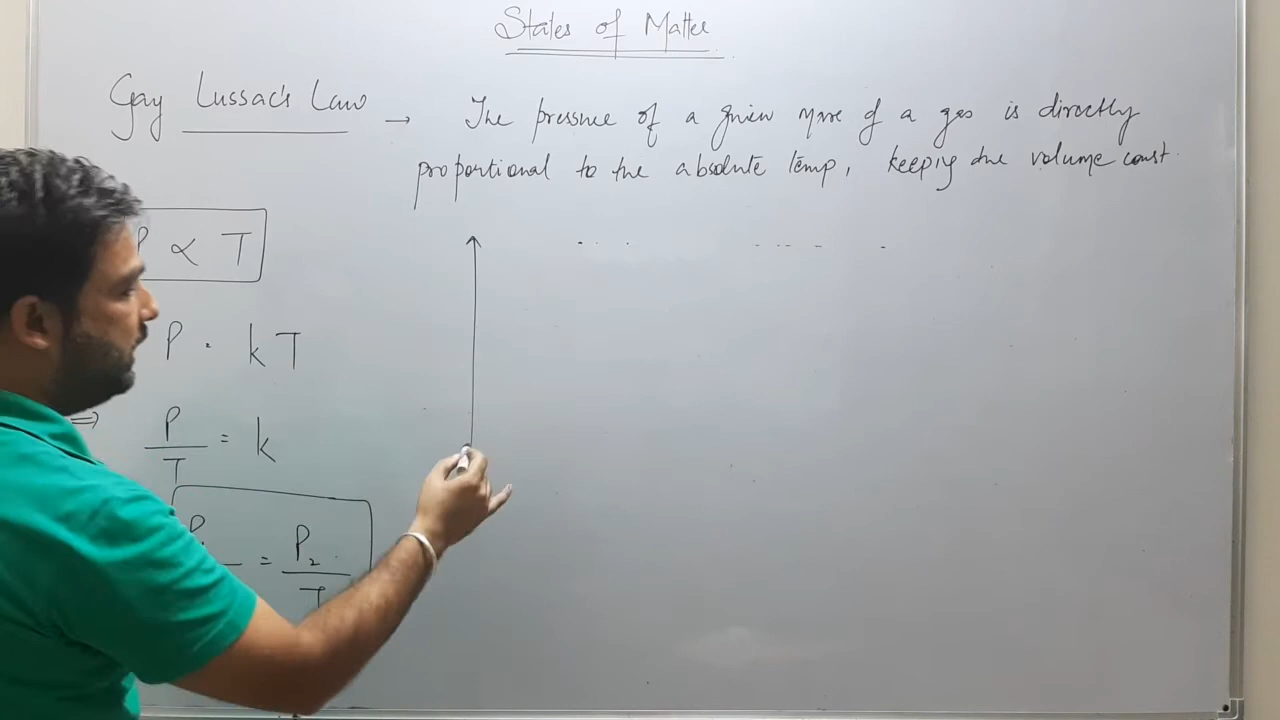 States of Matter
Gay Lussac's Law → The pressure of a given of a gas is directly
proportional to the absolute temp, keeping the volume const.
P ∝ T
P = kT
⇒ P/T = k
P = P₂/T